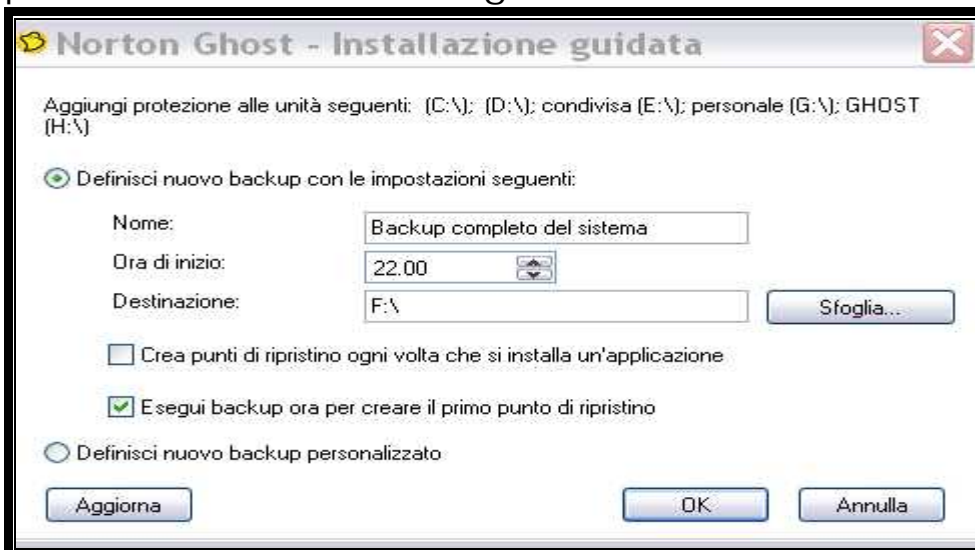 Norton Ghost - Installazione guidata
Aggiungi protezione alle unità seguenti: (C:\); (D:\); condivisa (E:\); personale (G:\); GHOST
(H:\)
Definisci nuovo backup con le impostazioni seguenti:
Nome: Backup completo del sistema
Ora di inizio: 22.00
Destinazione: F:\ Sfoglia...
Crea punti di ripristino ogni volta che si installa un'applicazione
Esegui backup ora per creare il primo punto di ripristino
Definisci nuovo backup personalizzato
Aggiorna OK Annulla